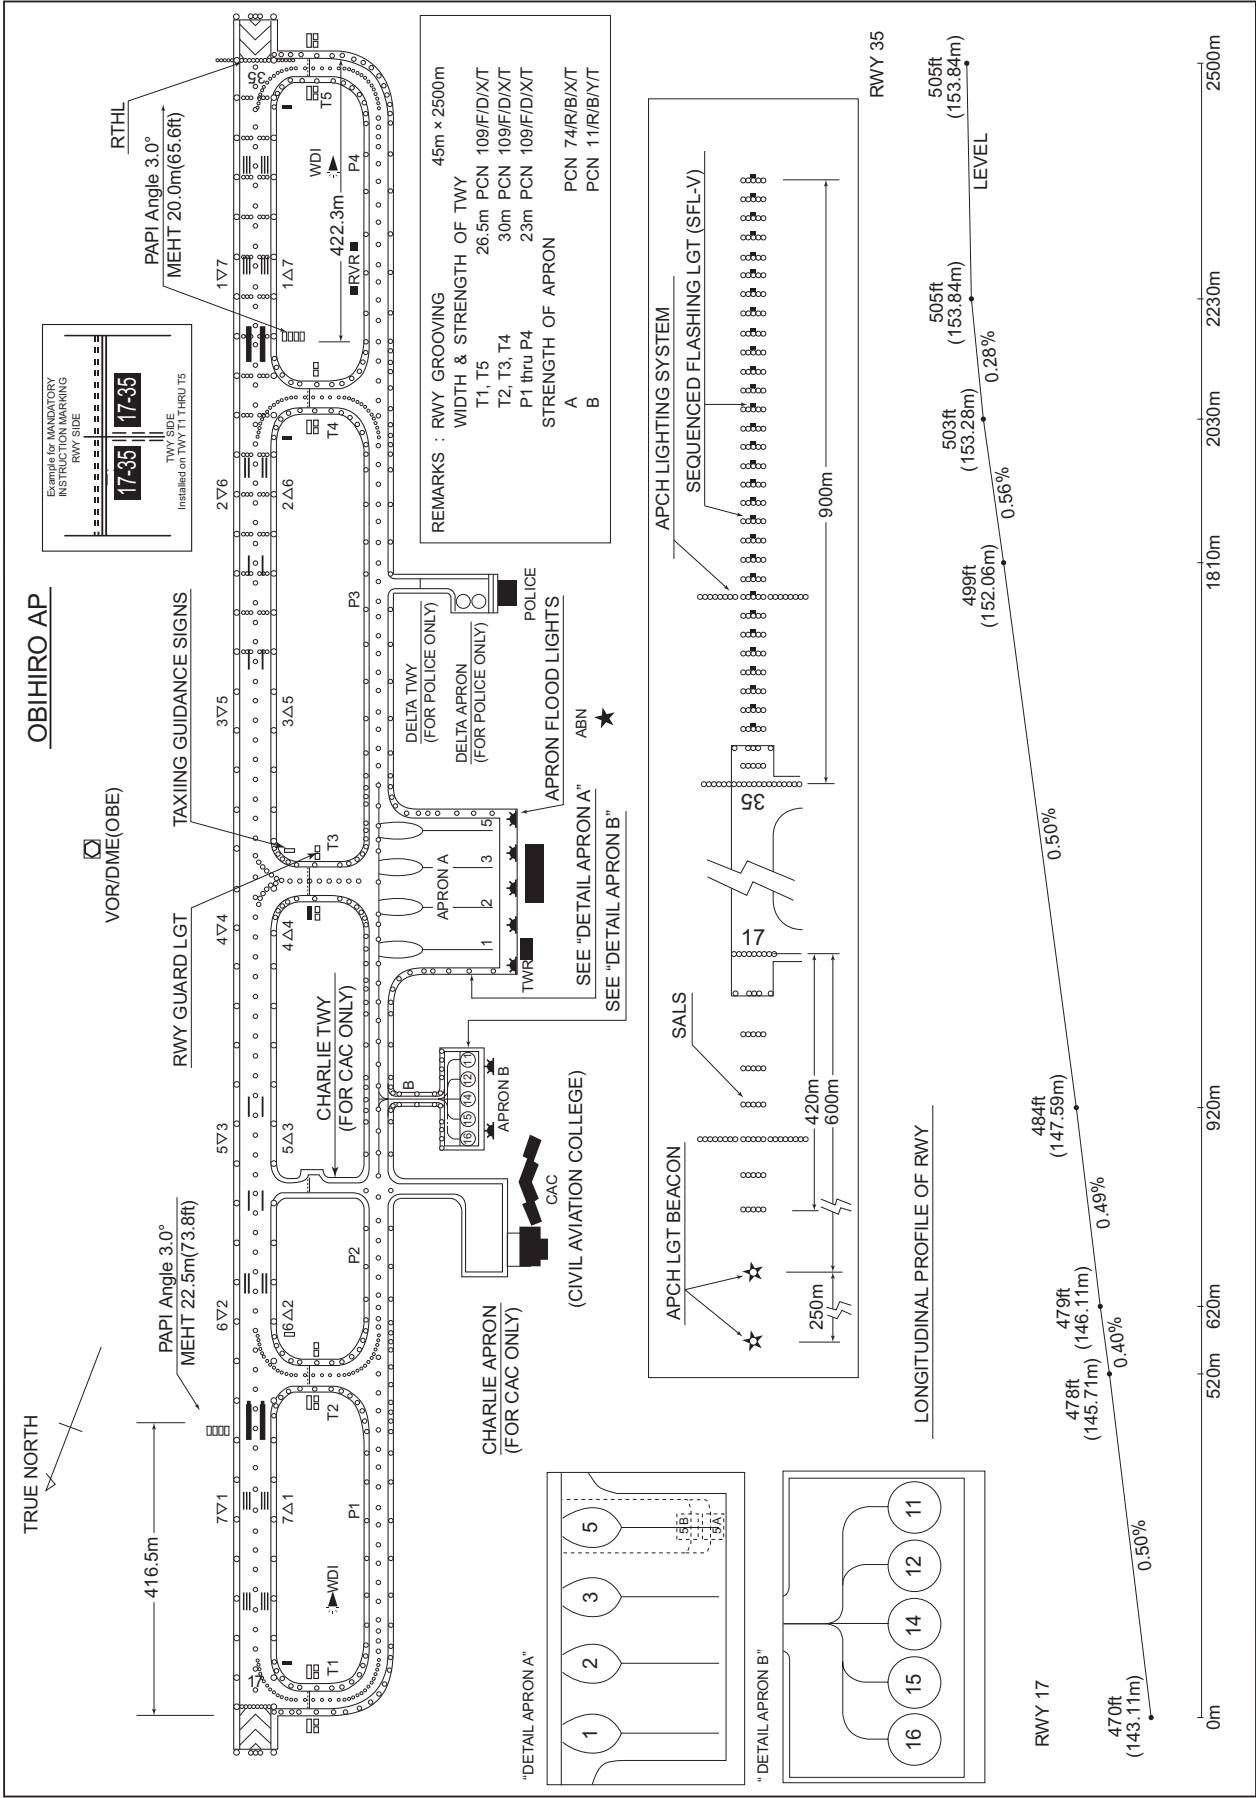 OBIHIRO AP
TRUE NORTH
VOR/DME(OBE)
Example for MANDATORY
INSTRUCTION MARKING
RWY SIDE
17-35 17-35
TWY SIDE
Installed on TWY T1 THRU T5
416.5m
PAPI Angle 3.0°
MEHT 22.5m(73.8ft)
RWY GUARD LGT
TAXIING GUIDANCE SIGNS
PAPI Angle 3.0°
MEHT 20.0m(65.6ft)
RTHL
7▽1 6▽2 5▽3 4▽4 3▽5 2▽6 1▽7
17 35
7△1 6△2 5△3 4△4 3△5 2△6 1△7
T1 T2 T3 T4 T5
WDI WDI
CHARLIE TWY
(FOR CAC ONLY)
422.3m
RVR
P1 P2 P3 P4
B
16 15 14 12 11
APRON B
APRON A
1 2 3 5
TWR
DELTA TWY
(FOR POLICE ONLY)
DELTA APRON
(FOR POLICE ONLY)
POLICE
APRON FLOOD LIGHTS
ABN
CAC
(CIVIL AVIATION COLLEGE)
CHARLIE APRON
(FOR CAC ONLY)
SEE “DETAIL APRON A”
SEE “DETAIL APRON B”
REMARKS : RWY GROOVING 45m × 2500m
WIDTH & STRENGTH OF TWY
T1, T5 26.5m PCN 109/F/D/X/T
T2, T3, T4 30m PCN 109/F/D/X/T
P1 thru P4 23m PCN 109/F/D/X/T
STRENGTH OF APRON
A PCN 74/R/B/X/T
B PCN 11/R/B/Y/T
“DETAIL APRON A”
1 2 3 5
5B
5A
“ DETAIL APRON B”
16 15 14 12 11
APCH LGT BEACON
SALS
APCH LIGHTING SYSTEM
SEQUENCED FLASHING LGT (SFL-V)
17 35
250m
420m
600m
900m
LONGITUDINAL PROFILE OF RWY
RWY 17
RWY 35
470ft
(143.11m)
478ft
(145.71m)
479ft
(146.11m)
484ft
(147.59m)
499ft
(152.06m)
503ft
(153.28m)
505ft
(153.84m)
505ft
(153.84m)
0.50% 0.40% 0.49% 0.50% 0.56% 0.28% LEVEL
0m 520m 620m 920m 1810m 2030m 2230m 2500m